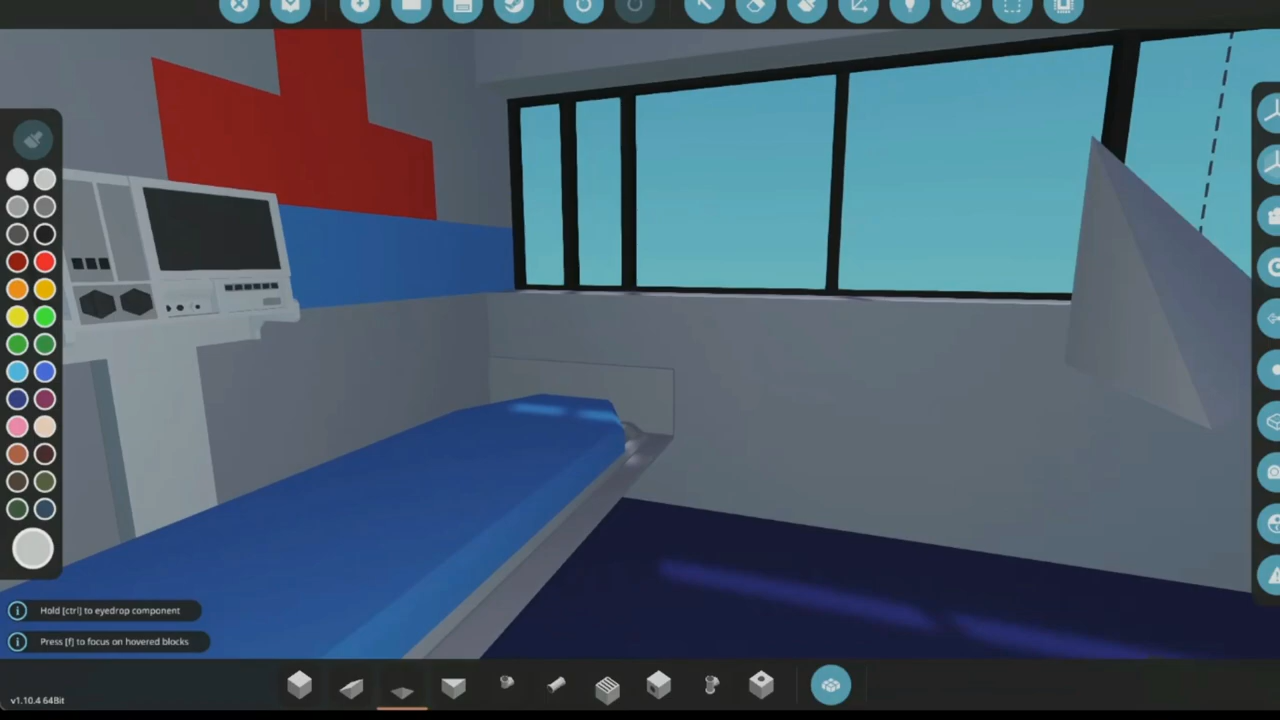 Hold [ctrl] to eyedrop component
Press [f] to focus on hovered blocks
v1.10.4 64Bit